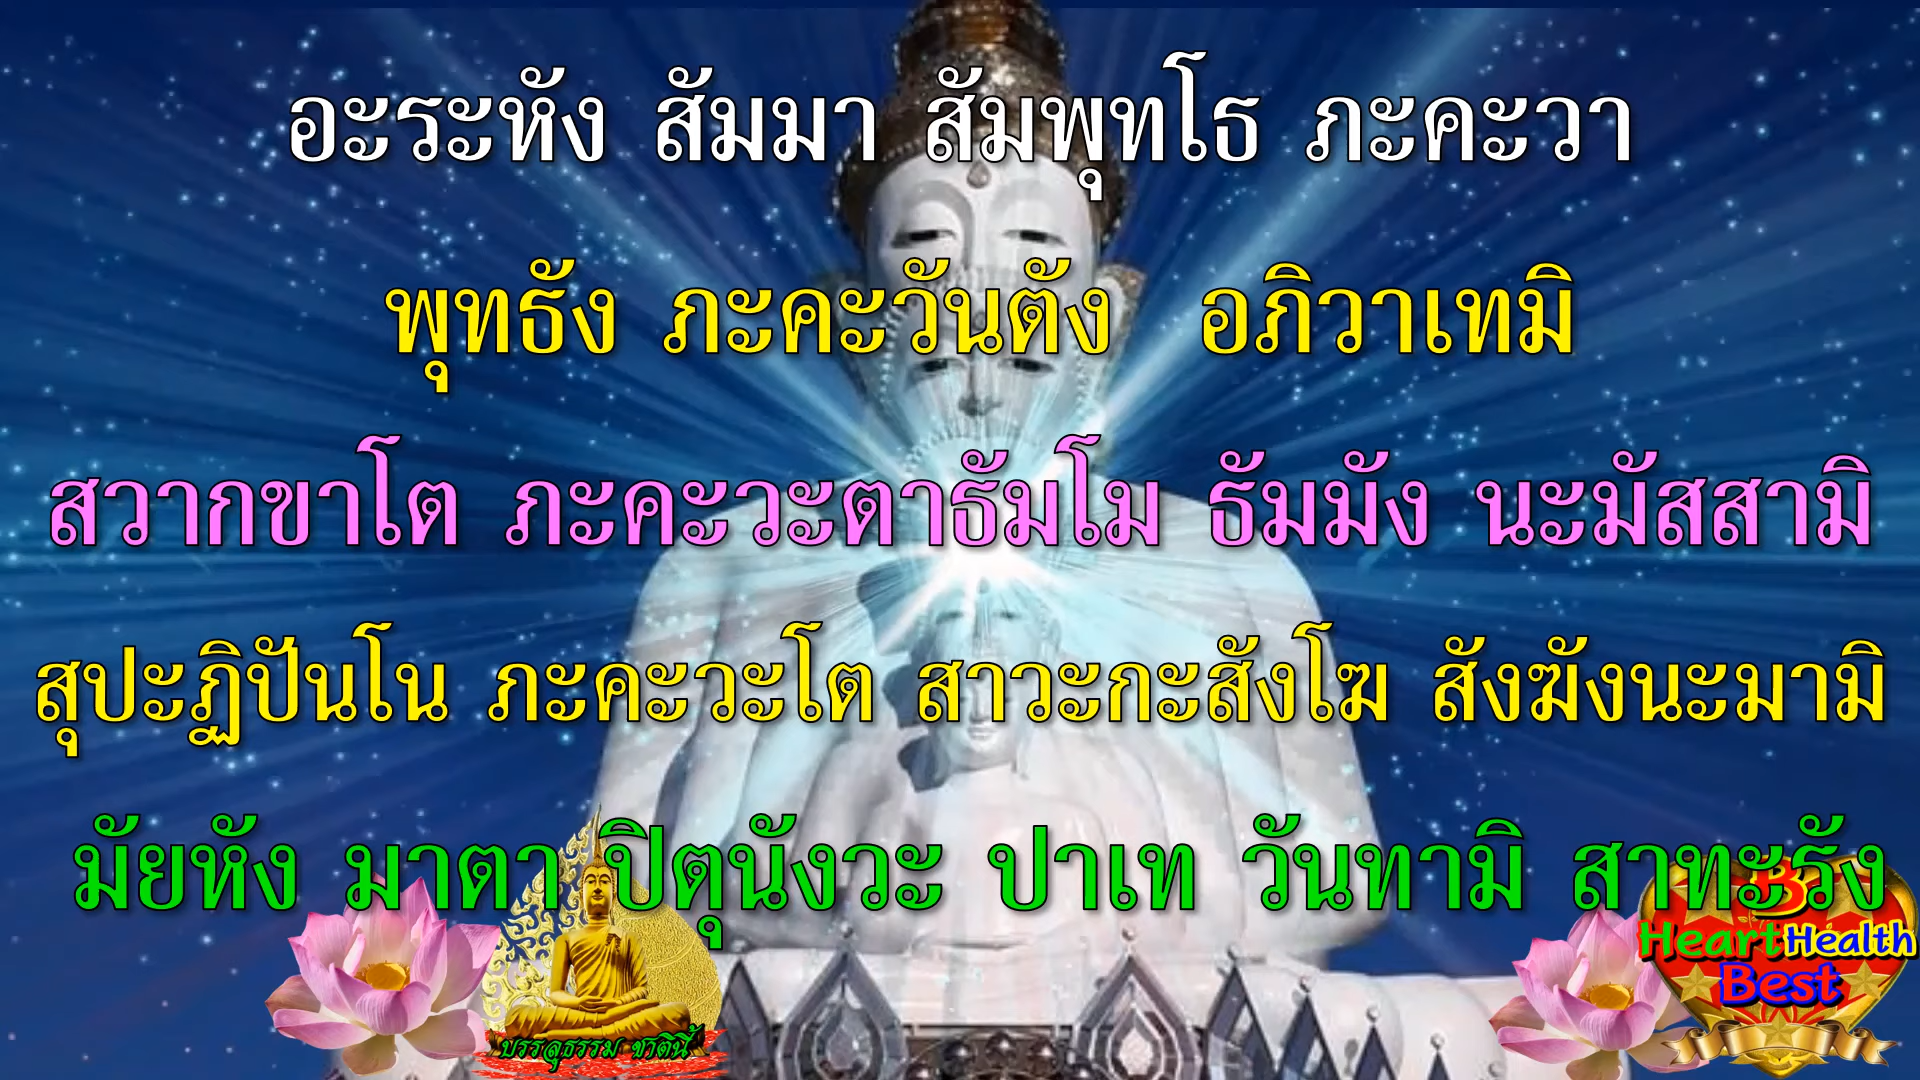 อะระหัง สัมมา สัมพุทโธ ภะคะวา
พุทธัง ภะคะวันตัง อภิวาเทมิ
สวากขาโต ภะคะวะตาธัมโม ธัมมัง นะมัสสามิ
สุปะฏิปันโน ภะคะวะโต สาวะกะสังโฆ สังฆังนะมามิ
มัยหัง มาตา ปิตุนังวะ ปาเท วันทามิ สาทะรัง
บรรลุธรรม ชาตินี้
3
HeartHealth
Best